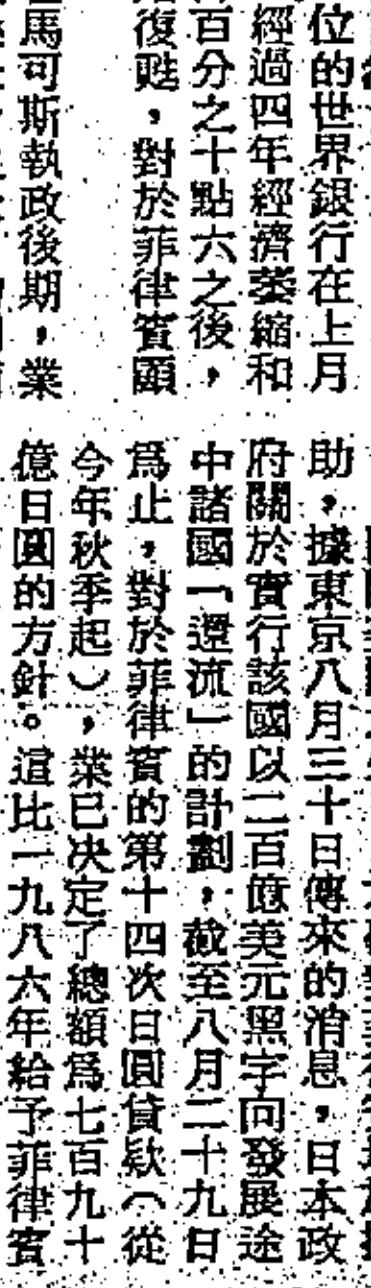 位的世界銀行在上月
經過四年經濟萎縮和
百分之十點六之後，
復甦，對於菲律賓頤
馬可斯執政後期，業
助，據東京八月三十日傳來的消息，日本政
府關於實行該國以二百億美元黑字向發展途
中諸國「還流」的計劃，截至八月二十九日
爲止，對於菲律賓的第十四次日圓貸款（從
今年秋季起），業已決定了總額爲七百九十
億日圓的方針。這比一九八六年給予菲律賓